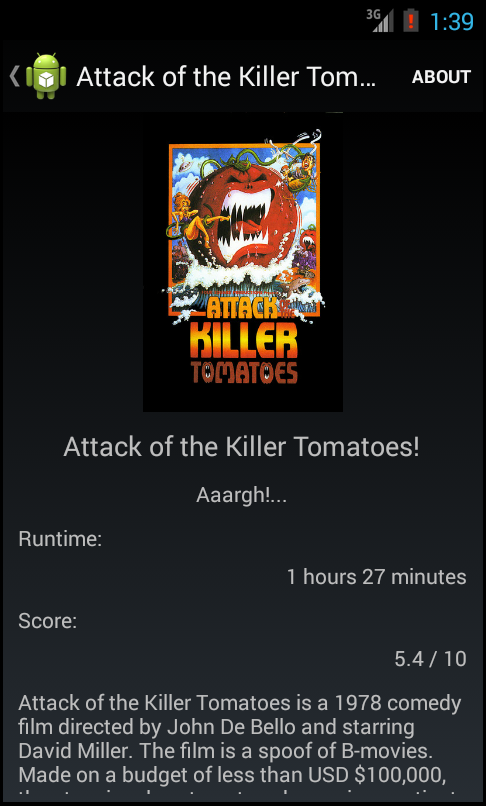 3G 1:39
Attack of the Killer Tom... ABOUT
ATTACK
OF THE
KILLER
TOMATOES
Attack of the Killer Tomatoes!
Aaargh!...
Runtime:
1 hours 27 minutes
Score:
5.4 / 10
Attack of the Killer Tomatoes is a 1978 comedy
film directed by John De Bello and starring
David Miller. The film is a spoof of B-movies.
Made on a budget of less than USD $100,000,